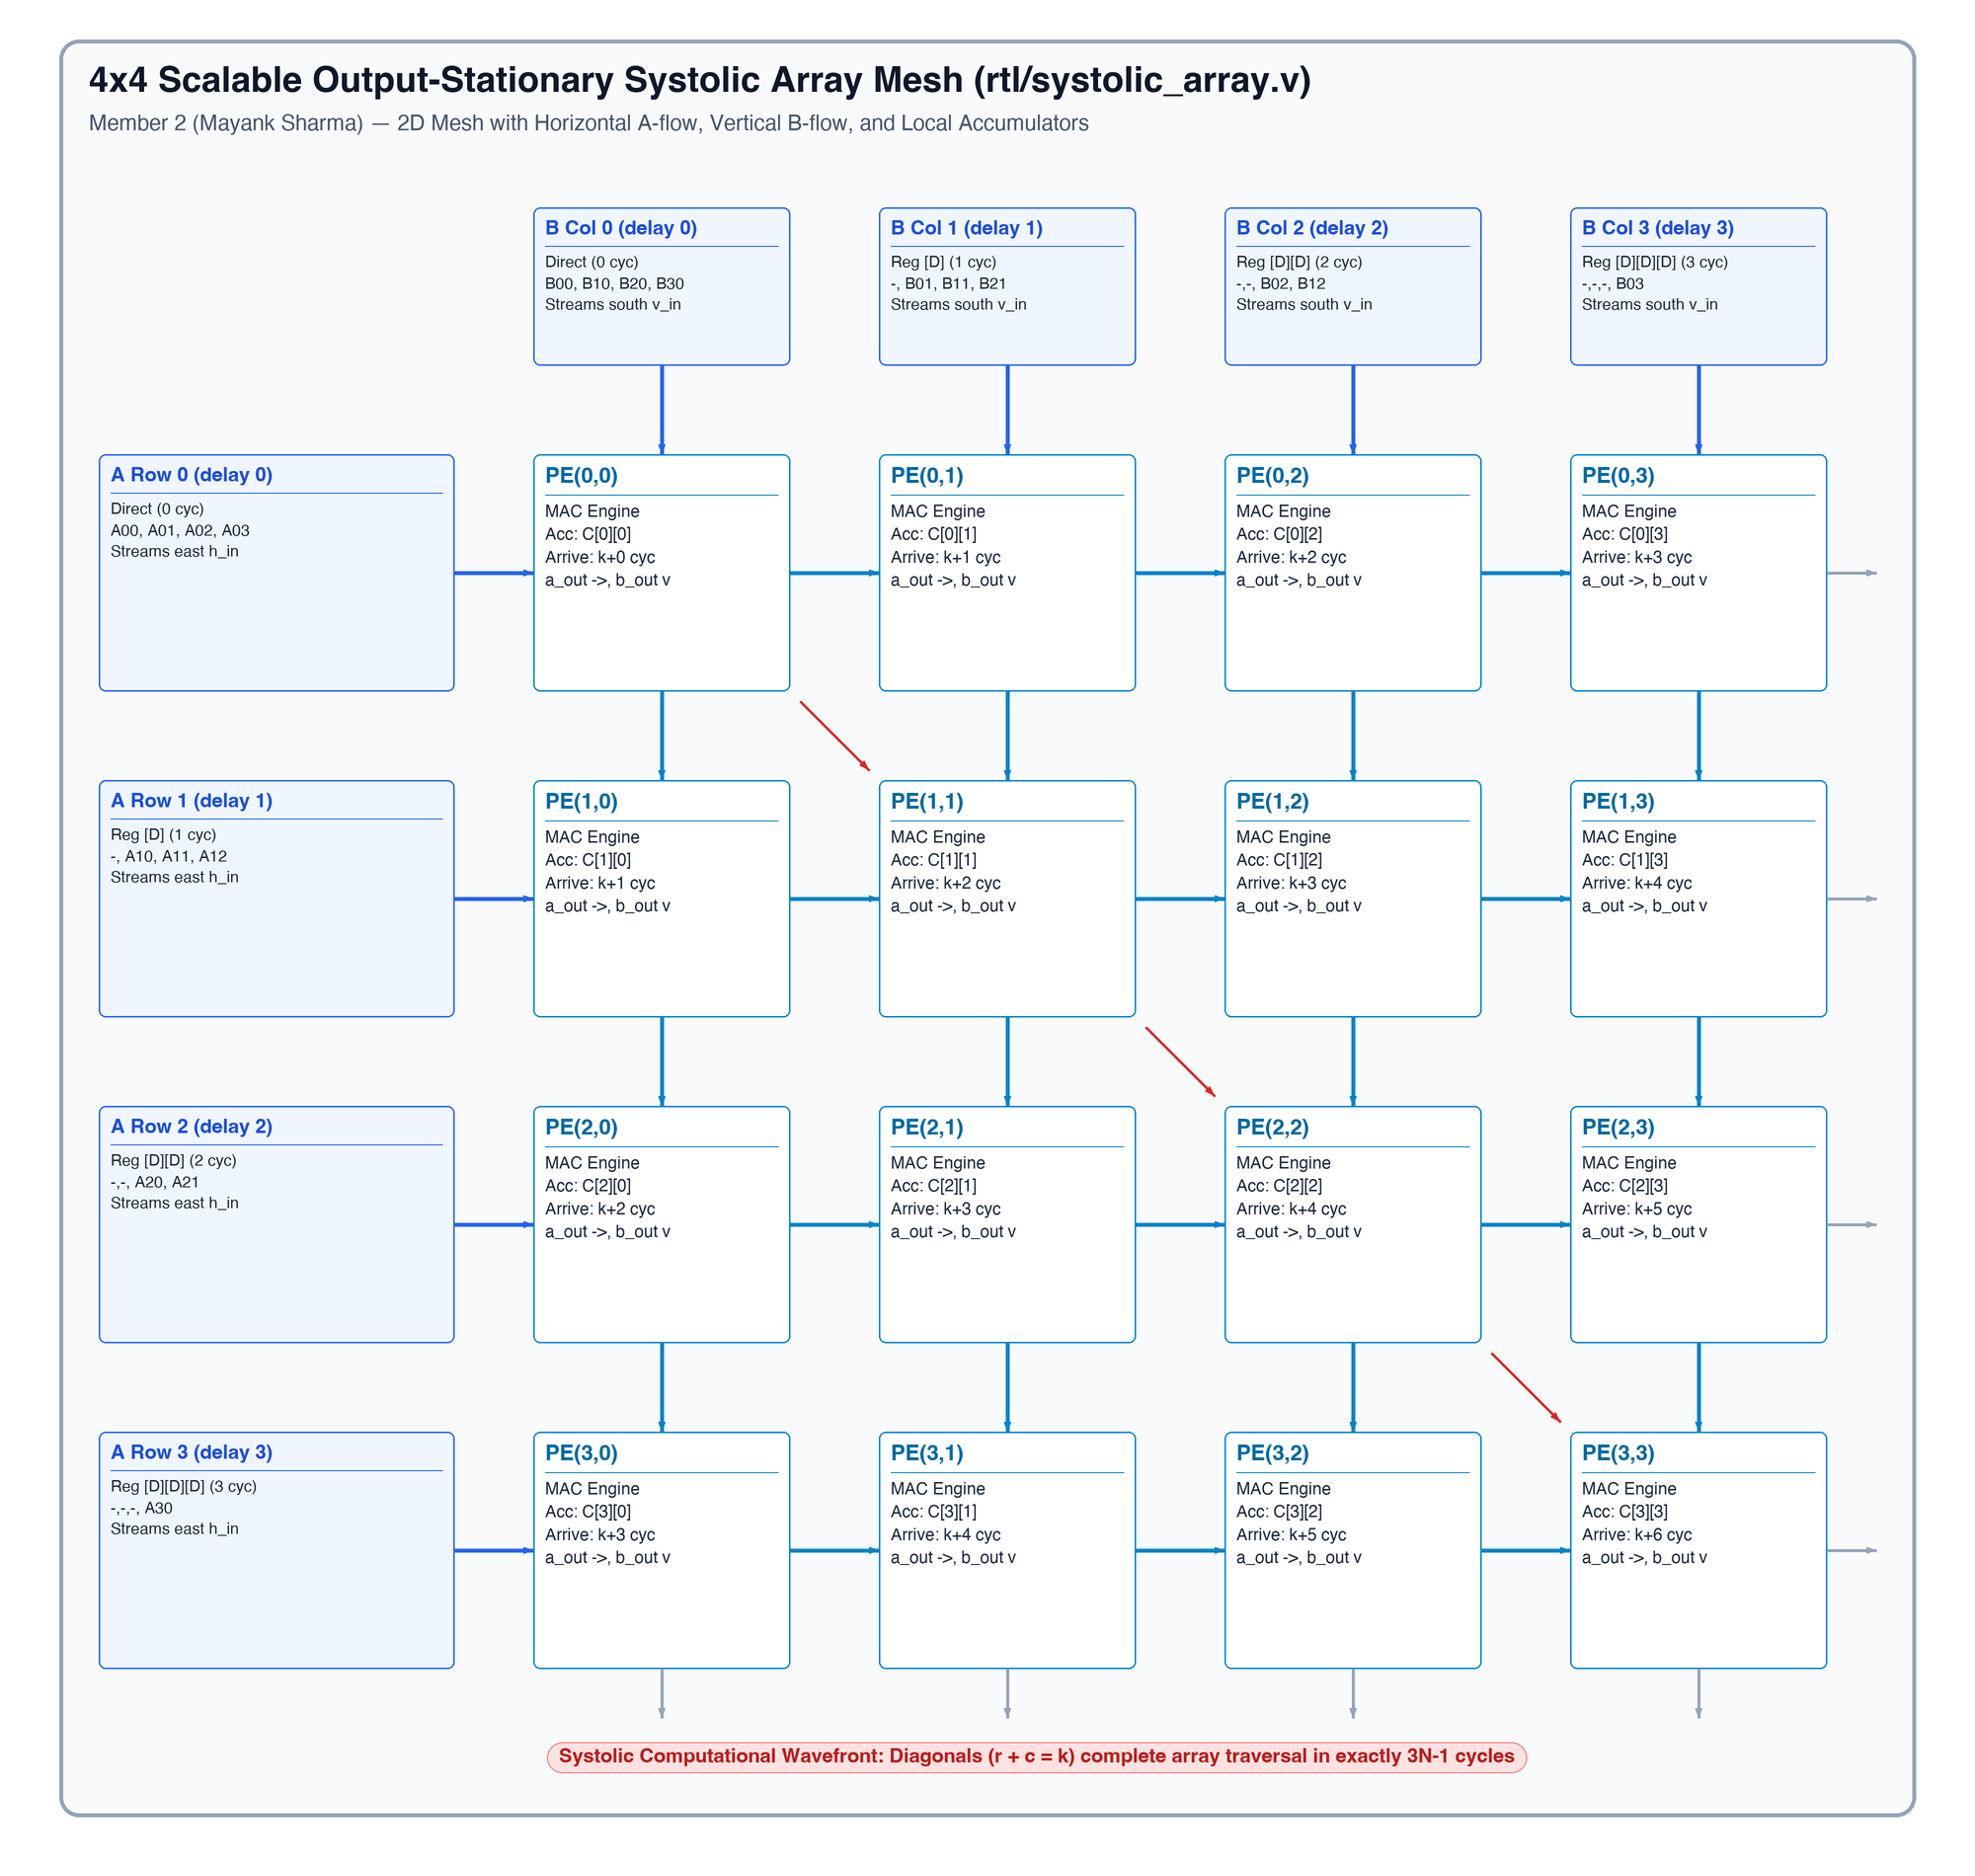 4x4 Scalable Output-Stationary Systolic Array Mesh (rtl/systolic_array.v)
Member 2 (Mayank Sharma) — 2D Mesh with Horizontal A-flow, Vertical B-flow, and Local Accumulators
B Col 0 (delay 0)
Direct (0 cyc)
B00, B10, B20, B30
Streams south v_in
B Col 1 (delay 1)
Reg [D] (1 cyc)
-, B01, B11, B21
Streams south v_in
B Col 2 (delay 2)
Reg [D][D] (2 cyc)
-,-, B02, B12
Streams south v_in
B Col 3 (delay 3)
Reg [D][D][D] (3 cyc)
-,-,-, B03
Streams south v_in
A Row 0 (delay 0)
Direct (0 cyc)
A00, A01, A02, A03
Streams east h_in
PE(0,0)
MAC Engine
Acc: C[0][0]
Arrive: k+0 cyc
a_out ->, b_out v
PE(0,1)
MAC Engine
Acc: C[0][1]
Arrive: k+1 cyc
a_out ->, b_out v
PE(0,2)
MAC Engine
Acc: C[0][2]
Arrive: k+2 cyc
a_out ->, b_out v
PE(0,3)
MAC Engine
Acc: C[0][3]
Arrive: k+3 cyc
a_out ->, b_out v
A Row 1 (delay 1)
Reg [D] (1 cyc)
-, A10, A11, A12
Streams east h_in
PE(1,0)
MAC Engine
Acc: C[1][0]
Arrive: k+1 cyc
a_out ->, b_out v
PE(1,1)
MAC Engine
Acc: C[1][1]
Arrive: k+2 cyc
a_out ->, b_out v
PE(1,2)
MAC Engine
Acc: C[1][2]
Arrive: k+3 cyc
a_out ->, b_out v
PE(1,3)
MAC Engine
Acc: C[1][3]
Arrive: k+4 cyc
a_out ->, b_out v
A Row 2 (delay 2)
Reg [D][D] (2 cyc)
-,-, A20, A21
Streams east h_in
PE(2,0)
MAC Engine
Acc: C[2][0]
Arrive: k+2 cyc
a_out ->, b_out v
PE(2,1)
MAC Engine
Acc: C[2][1]
Arrive: k+3 cyc
a_out ->, b_out v
PE(2,2)
MAC Engine
Acc: C[2][2]
Arrive: k+4 cyc
a_out ->, b_out v
PE(2,3)
MAC Engine
Acc: C[2][3]
Arrive: k+5 cyc
a_out ->, b_out v
A Row 3 (delay 3)
Reg [D][D][D] (3 cyc)
-,-,-, A30
Streams east h_in
PE(3,0)
MAC Engine
Acc: C[3][0]
Arrive: k+3 cyc
a_out ->, b_out v
PE(3,1)
MAC Engine
Acc: C[3][1]
Arrive: k+4 cyc
a_out ->, b_out v
PE(3,2)
MAC Engine
Acc: C[3][2]
Arrive: k+5 cyc
a_out ->, b_out v
PE(3,3)
MAC Engine
Acc: C[3][3]
Arrive: k+6 cyc
a_out ->, b_out v
Systolic Computational Wavefront: Diagonals (r + c = k) complete array traversal in exactly 3N-1 cycles